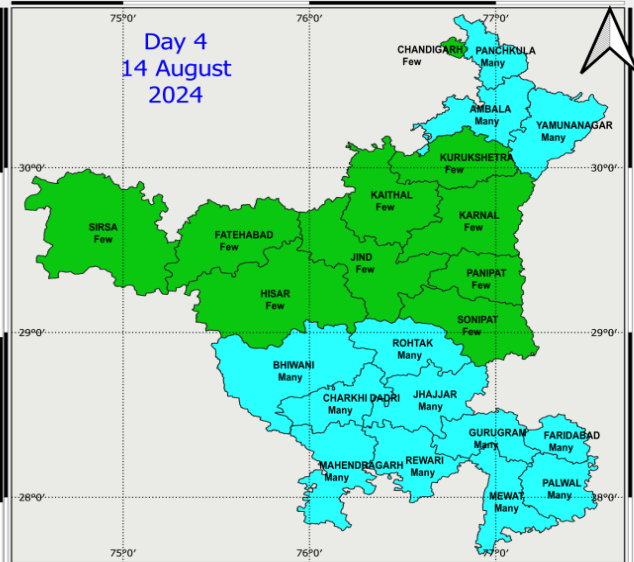 75°0'
76°0'
77°0'
Day 4
14 August
2024
CHANDIGARH
Few
PANCHKULA
Many
AMBALA
Many
YAMUNANAGAR
Many
30°0'
30°0'
KURUKSHETRA
Few
KAITHAL
Few
KARNAL
Few
SIRSA
Few
FATEHABAD
Few
JIND
Few
PANIPAT
Few
HISAR
Few
SONIPAT
Few
29°0'
29°0'
ROHTAK
Many
BHIWANI
Many
CHARKHI DADRI
Many
JHAJJAR
Many
GURUGRAM
Many
FARIDABAD
Many
MAHENDRAGARH
Many
REWARI
Many
PALWAL
Many
MEWAT
Many
28°0'
28°0'
75°0'
76°0'
77°0'